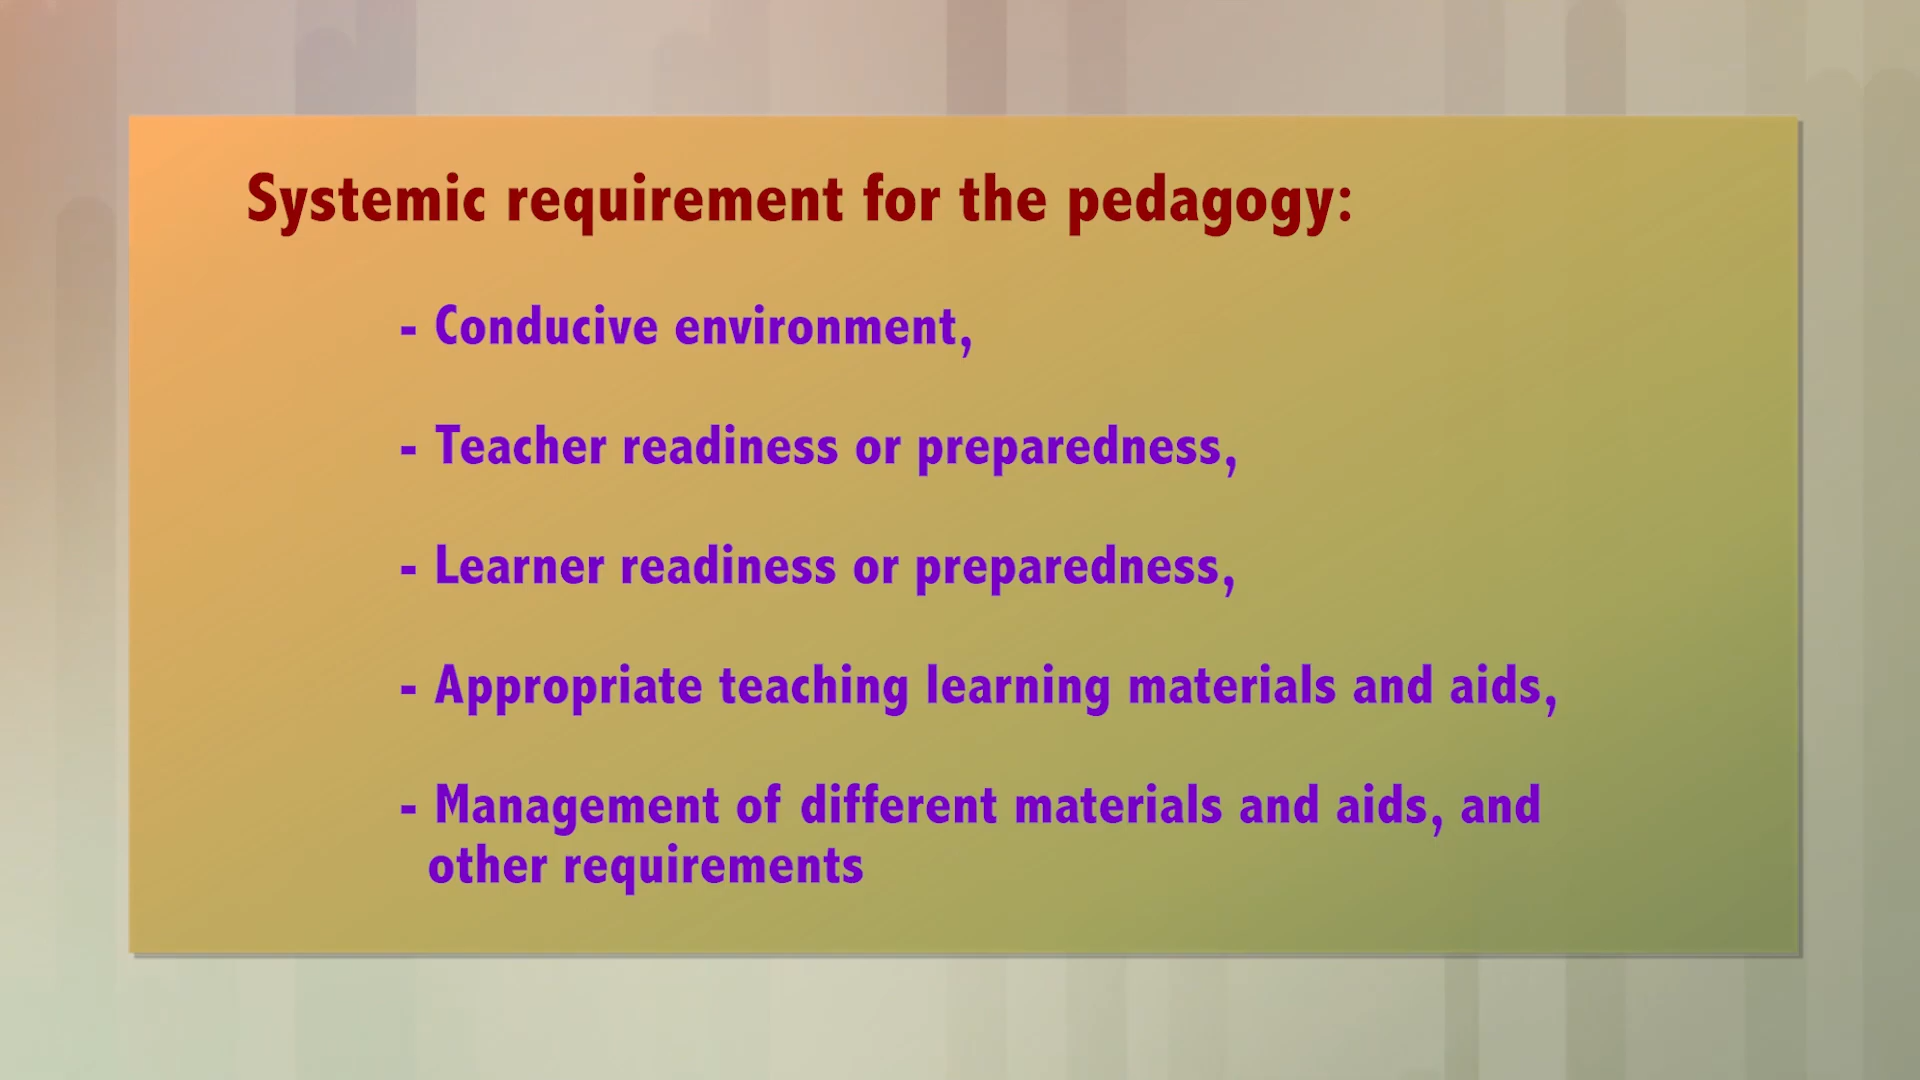 Systemic requirement for the pedagogy:
- Conducive environment,
- Teacher readiness or preparedness,
- Learner readiness or preparedness,
- Appropriate teaching learning materials and aids,
- Management of different materials and aids, and
other requirements